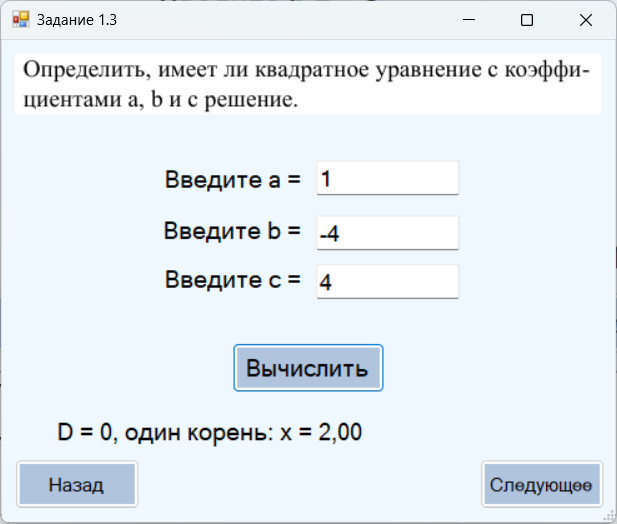 Задание 1.3
Определить, имеет ли квадратное уравнение с коэффи-
циентами a, b и c решение.
Введите a = 1
Введите b = -4
Введите c = 4
Вычислить
D = 0, один корень: x = 2,00
Назад
Следующее